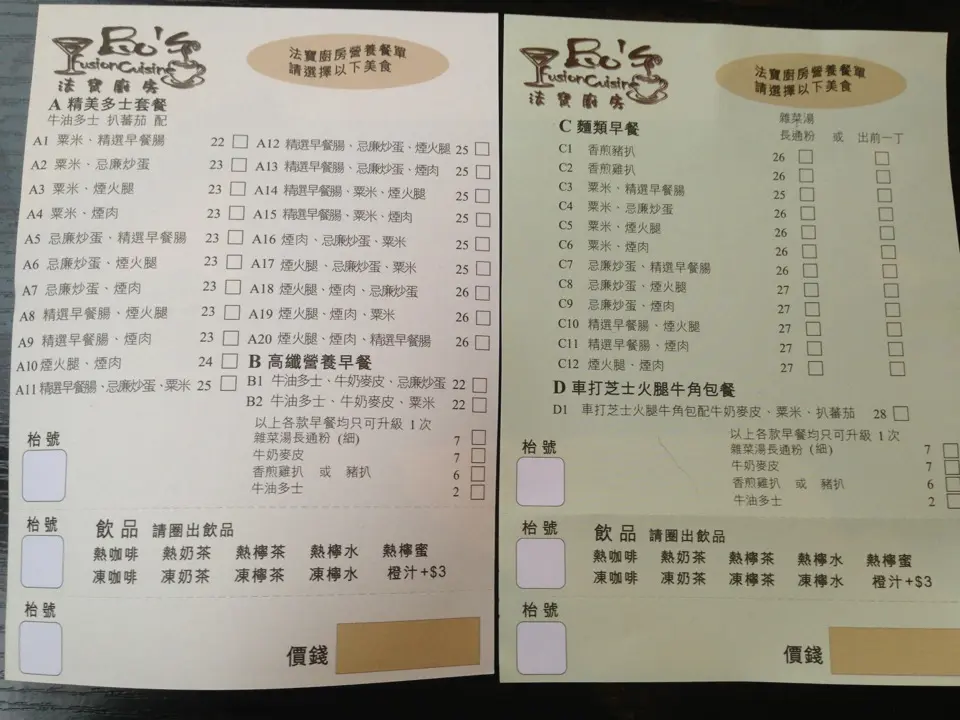 Bo's
Fusion Cuisine
法寶廚房
法寶廚房營養餐單
請選擇以下美食
A 精美多士套餐
牛油多士 扒蕃茄 配
A1 粟米、精選早餐腸 22
A2 粟米、忌廉炒蛋 23
A3 粟米、煙火腿 23
A4 粟米、煙肉 23
A5 忌廉炒蛋、精選早餐腸 23
A6 忌廉炒蛋、煙火腿 23
A7 忌廉炒蛋、煙肉 23
A8 精選早餐腸、煙火腿 23
A9 精選早餐腸、煙肉 23
A10 煙火腿、煙肉 24
A11 精選早餐腸、忌廉炒蛋、粟米 25
A12 精選早餐腸、忌廉炒蛋、煙火腿 25
A13 精選早餐腸、忌廉炒蛋、煙肉 25
A14 精選早餐腸、粟米、煙火腿 25
A15 精選早餐腸、粟米、煙肉 25
A16 煙肉、忌廉炒蛋、粟米 25
A17 煙火腿、忌廉炒蛋、粟米 25
A18 煙火腿、煙肉、忌廉炒蛋 26
A19 煙火腿、煙肉、粟米 26
A20 煙火腿、煙肉、精選早餐腸 26
B 高纖營養早餐
B1 牛油多士、牛奶麥皮、忌廉炒蛋 22
B2 牛油多士、牛奶麥皮、粟米 22
以上各款早餐均只可升級 1 次
雜菜湯長通粉 (細) 7
牛奶麥皮 7
香煎雞扒 或 豬扒 6
牛油多士 2
枱號
枱號
飲品 請圈出飲品
熱咖啡 熱奶茶 熱檸茶 熱檸水 熱檸蜜
凍咖啡 凍奶茶 凍檸茶 凍檸水 橙汁+$3
枱號
價錢
Bo's
Fusion Cuisine
法寶廚房
法寶廚房營養餐單
請選擇以下美食
C 麵類早餐
雜菜湯
長通粉 或 出前一丁
C1 香煎豬扒 26
C2 香煎雞扒 26
C3 粟米、精選早餐腸 25
C4 粟米、忌廉炒蛋 26
C5 粟米、煙火腿 26
C6 粟米、煙肉 26
C7 忌廉炒蛋、精選早餐腸 26
C8 忌廉炒蛋、煙火腿 27
C9 忌廉炒蛋、煙肉 27
C10 精選早餐腸、煙火腿 27
C11 精選早餐腸、煙肉 27
C12 煙火腿、煙肉 27
D 車打芝士火腿牛角包餐
D1 車打芝士火腿牛角包配牛奶麥皮、粟米、扒蕃茄 28
以上各款早餐均只可升級 1 次
雜菜湯長通粉 (細) 7
牛奶麥皮 7
香煎雞扒 或 豬扒 6
牛油多士 2
枱號
枱號
飲品 請圈出飲品
熱咖啡 熱奶茶 熱檸茶 熱檸水 熱檸蜜
凍咖啡 凍奶茶 凍檸茶 凍檸水 橙汁+$3
枱號
價錢